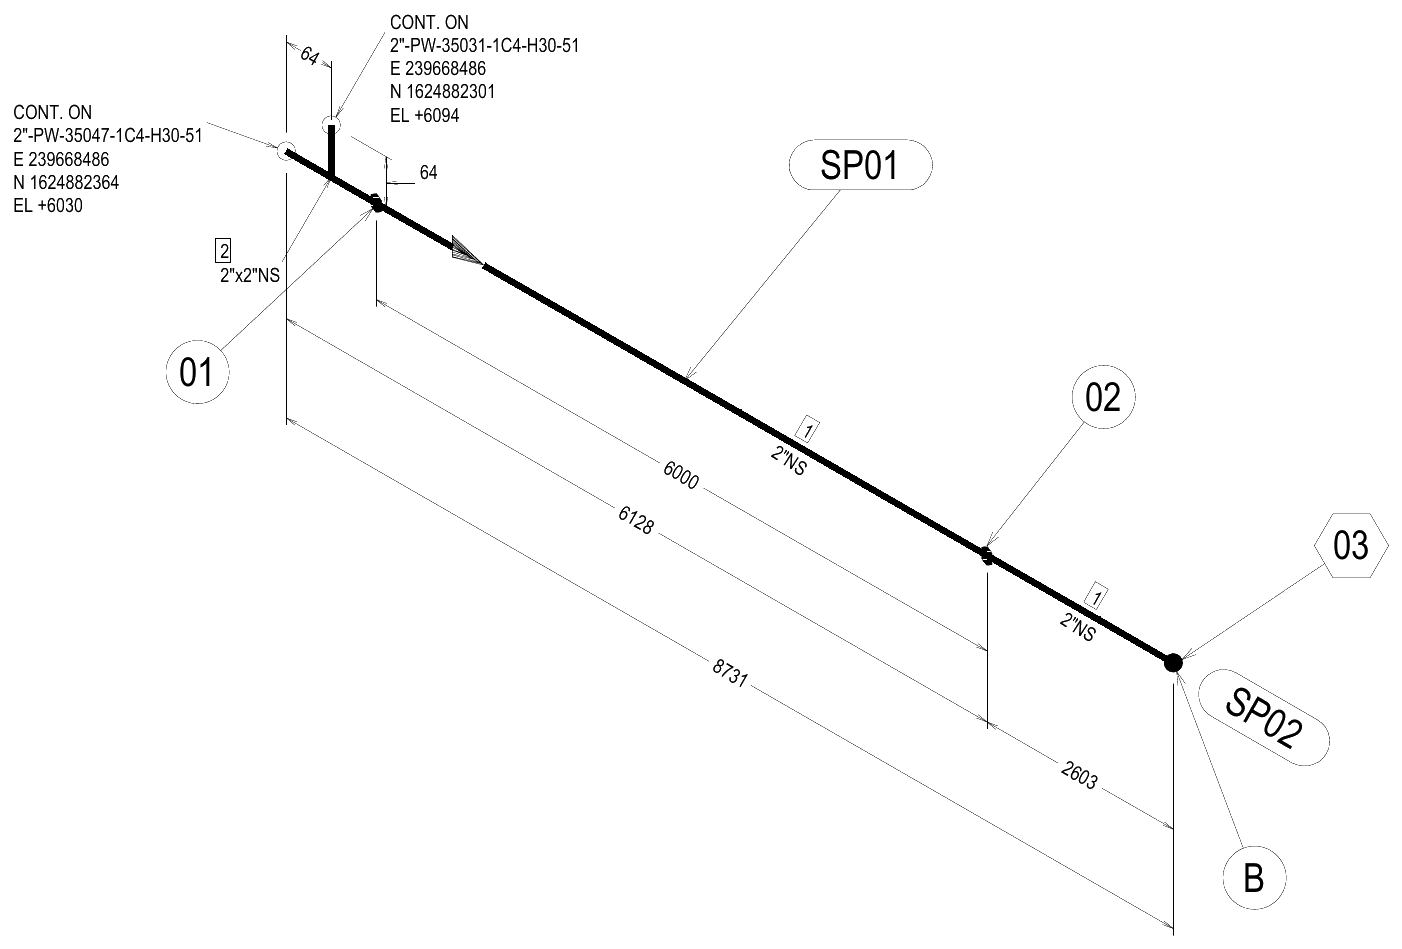 CONT. ON
2"-PW-35031-1C4-H30-51
E 239668486
N 1624882301
EL +6094
64
CONT. ON
2"-PW-35047-1C4-H30-51
E 239668486
N 1624882364
EL +6030
64
SP01
2
2"x2"NS
01
02
1
2"NS
6000
6128
03
1
2"NS
8731
SP02
2603
B